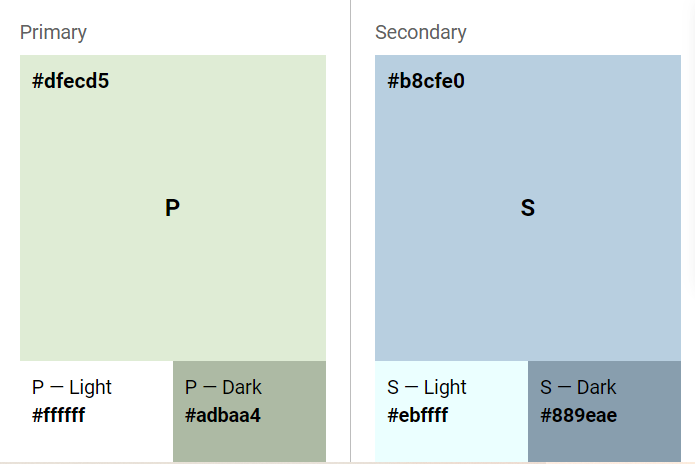 Primary
#dfecd5
P
P — Light
#ffffff
P — Dark
#adbaa4
Secondary
#b8cfe0
S
S — Light
#ebffff
S — Dark
#889eae